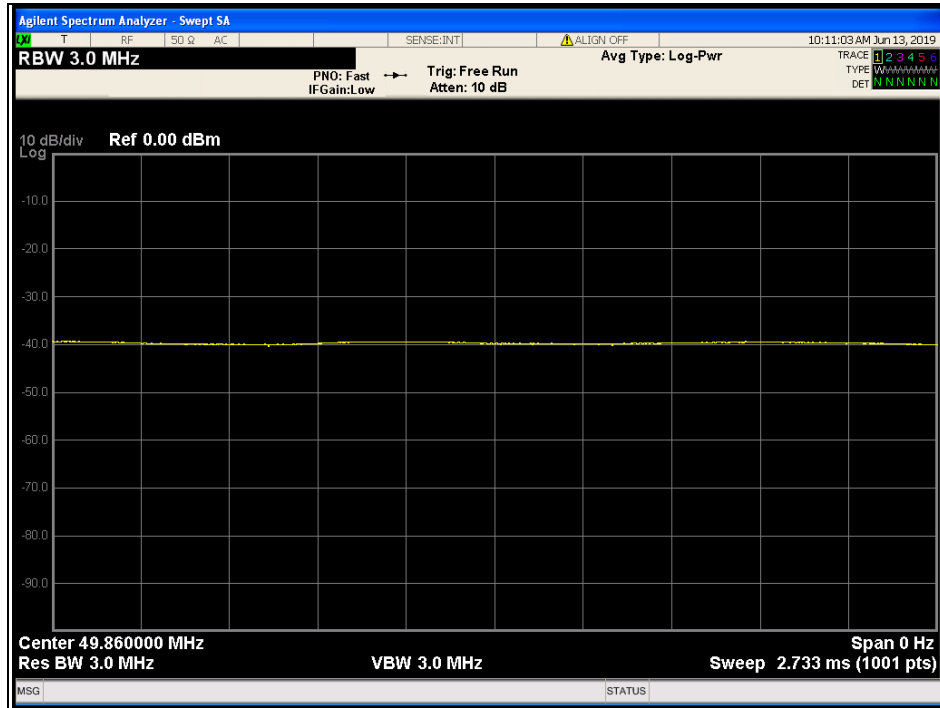 Agilent Spectrum Analyzer - Swept SA
LXI T RF 50 Ω AC SENSE:INT ALIGN OFF 10:11:03 AM Jun 13, 2019
RBW 3.0 MHz Avg Type: Log-Pwr TRACE 1 2 3 4 5 6
PNO: Fast Trig: Free Run TYPE WWWWWW
IFGain:Low Atten: 10 dB DET N N N N N N
10 dB/div Ref 0.00 dBm
Log
-10.0
-20.0
-30.0
-40.0
-50.0
-60.0
-70.0
-80.0
-90.0
Center 49.860000 MHz Span 0 Hz
Res BW 3.0 MHz VBW 3.0 MHz Sweep 2.733 ms (1001 pts)
MSG STATUS